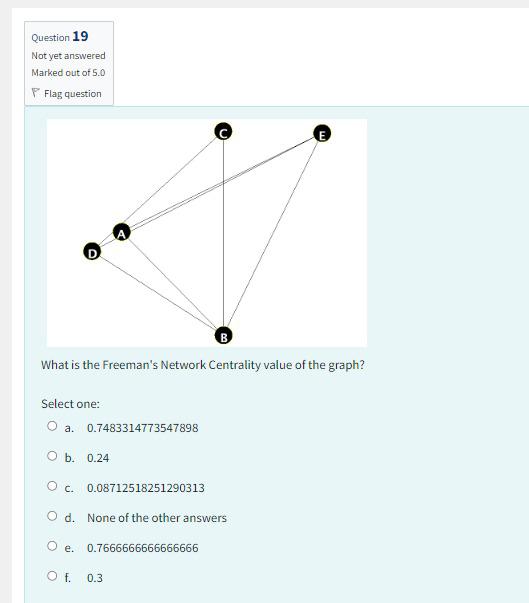 Question 19
Not yet answered
Marked out of 5.0
Flag question
C
E
A
D
B
What is the Freeman's Network Centrality value of the graph?
Select one:
a. 0.7483314773547898
b. 0.24
c. 0.08712518251290313
d. None of the other answers
e. 0.7666666666666666
f. 0.3